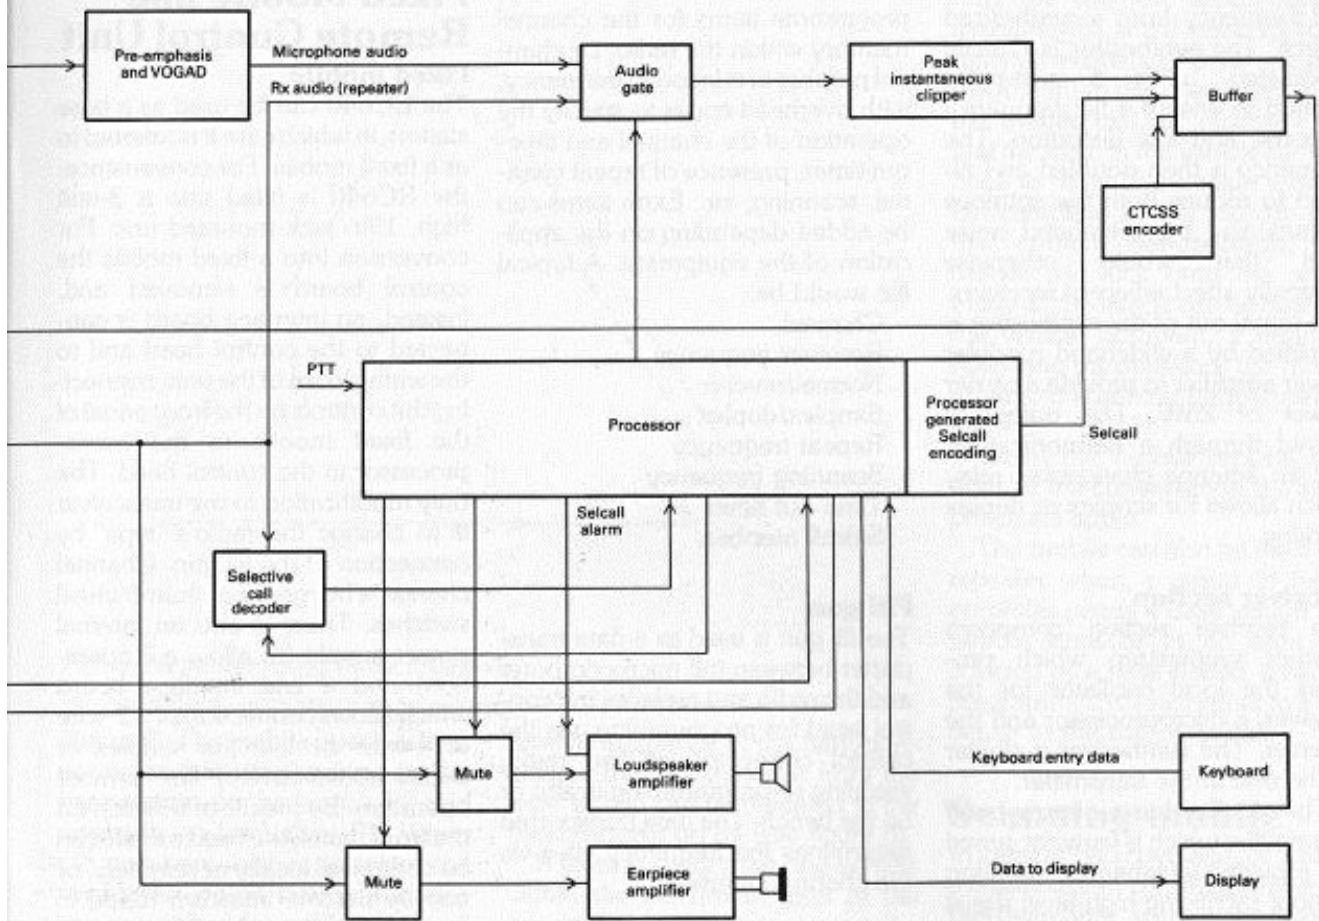 Pre-emphasis
and VOGAD
Microphone audio
Rx audio (repeater)
Audio
gate
Peak
instantaneous
clipper
Buffer
CTCSS
encoder
PTT
Processor
Processor
generated
Selcall
encoding
Selcall
Selcall
alarm
Selective
call
decoder
Mute
Loudspeaker
amplifier
Keyboard entry data
Keyboard
Mute
Earpiece
amplifier
Data to display
Display